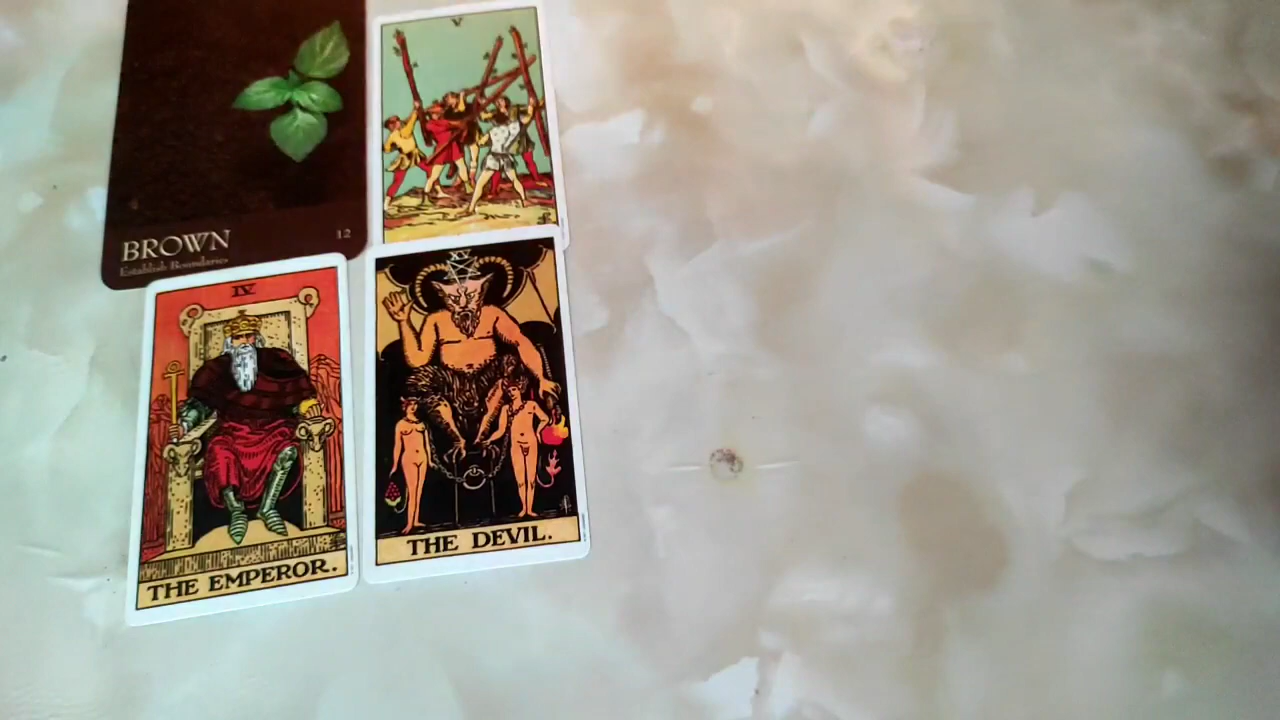 V
BROWN
12
Establish Boundaries
IV
THE EMPEROR.
XV
THE DEVIL.